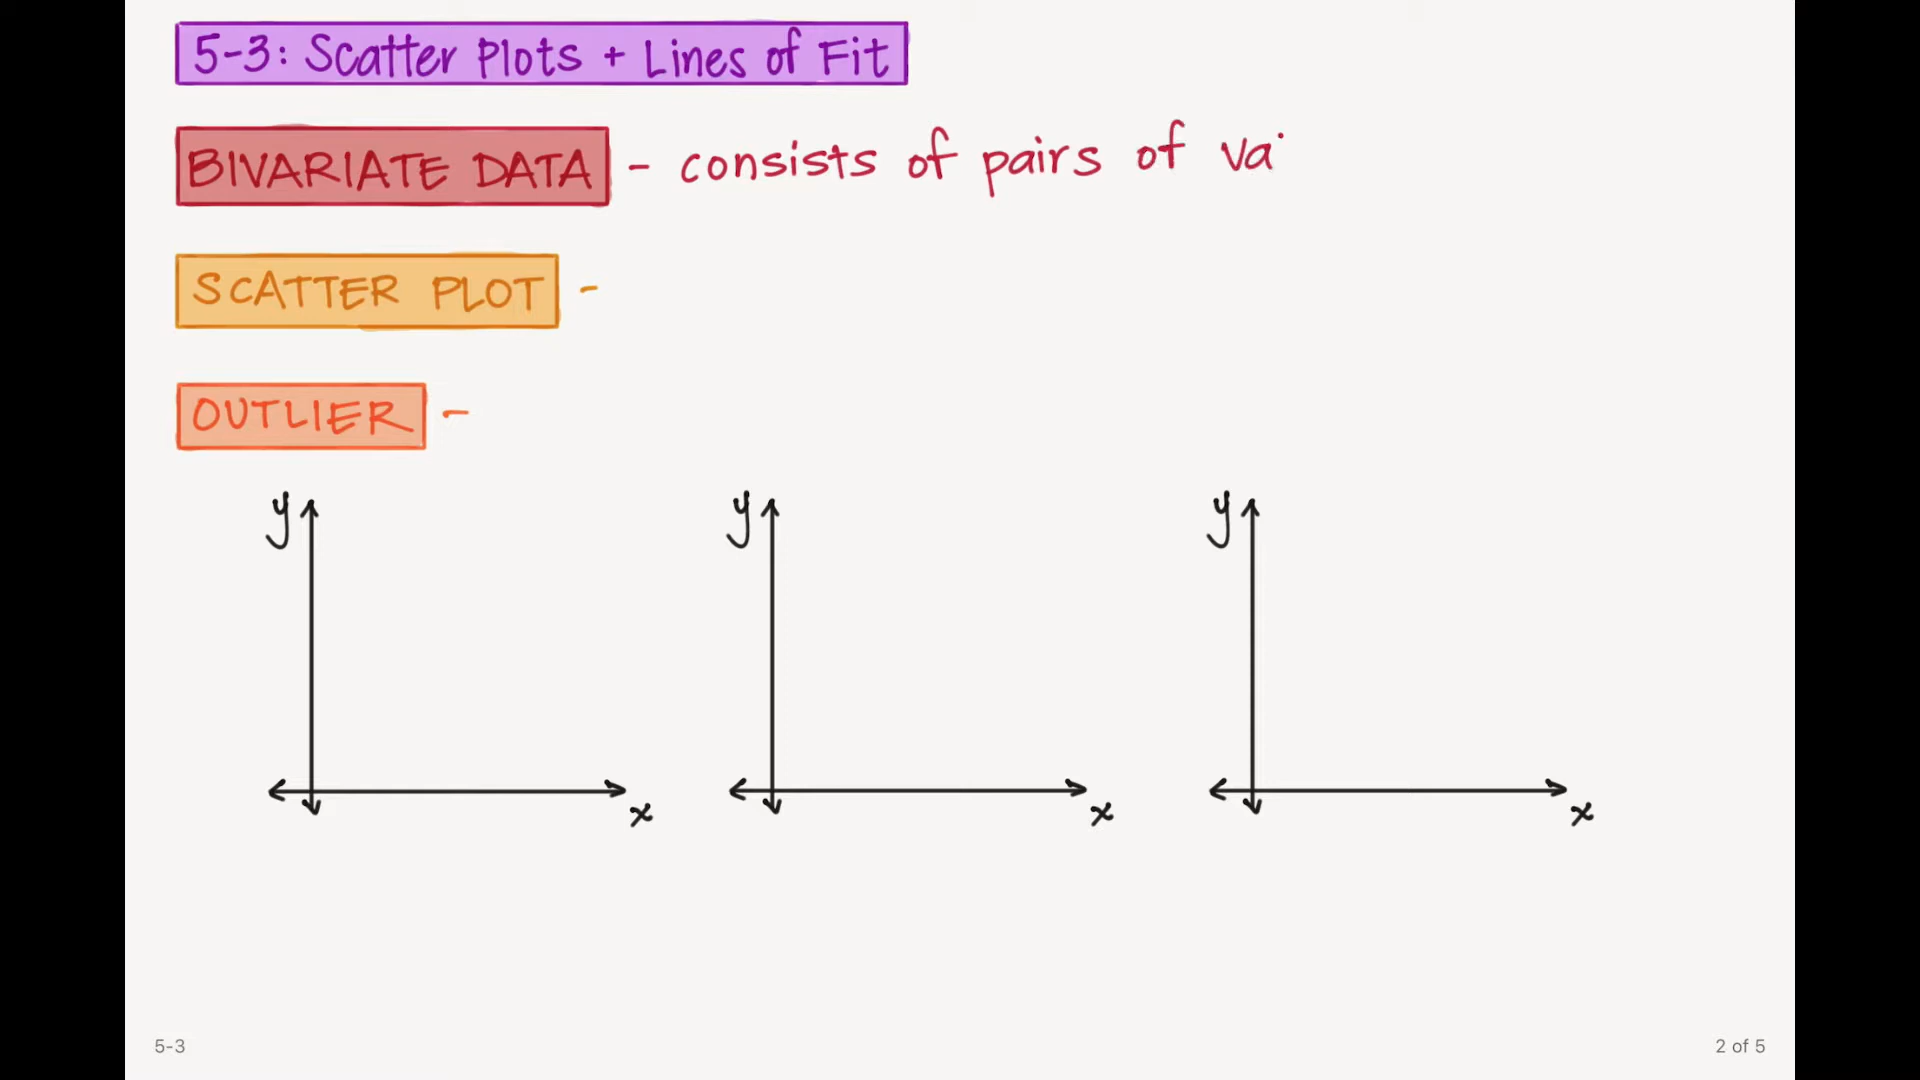 5-3: Scatter Plots + Lines of Fit
BIVARIATE DATA - consists of pairs of va
SCATTER PLOT -
OUTLIER -
y y y
x x x
5-3 2 of 5